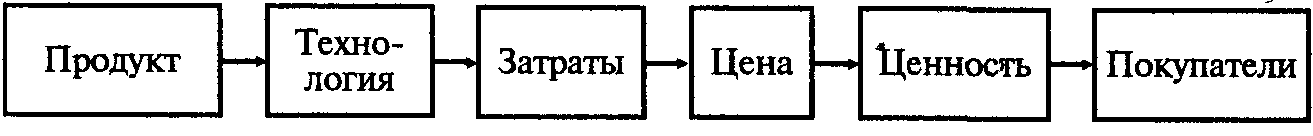 Продукт
Техно-
логия
Затраты
Цена
Ценность
Покупатели